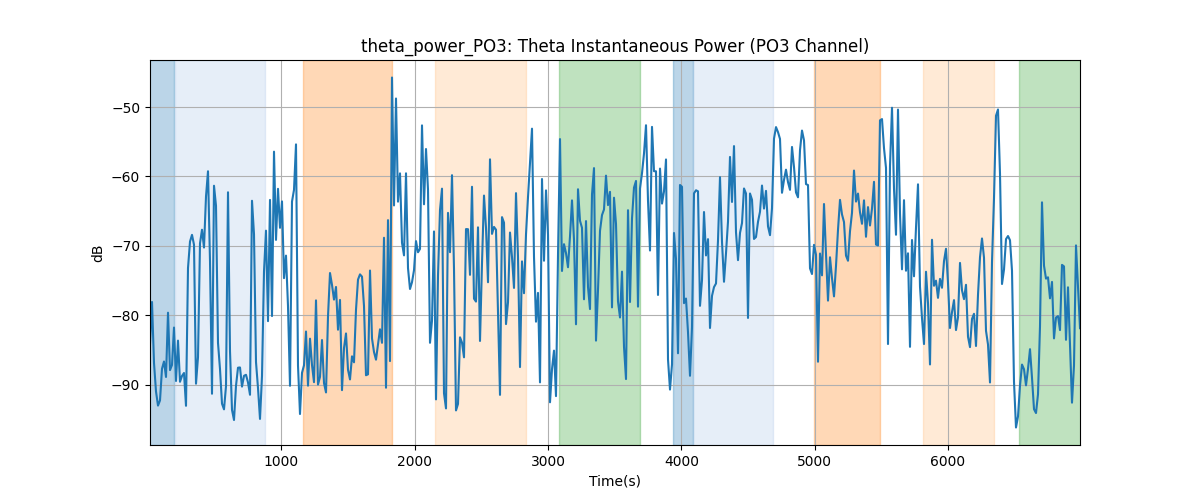 theta_power_PO3: Theta Instantaneous Power (PO3 Channel)
dB
−50
−60
−70
−80
−90
1000 2000 3000 4000 5000 6000
Time(s)